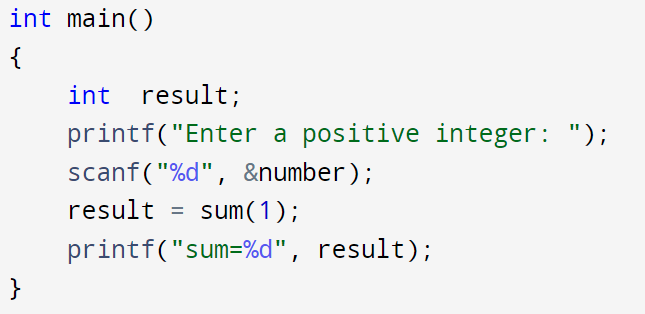 int main()
{
    int  result;
    printf("Enter a positive integer: ");
    scanf("%d", &number);
    result = sum(1);
    printf("sum=%d", result);
}